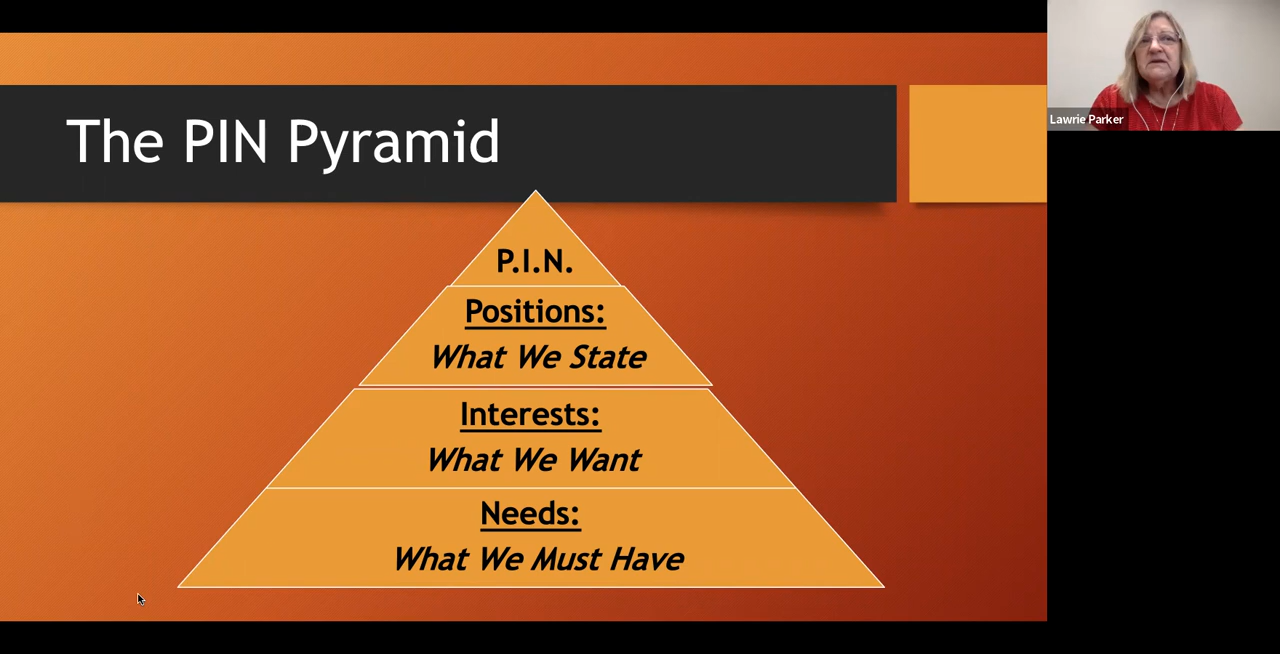 The PIN Pyramid
P.I.N.
Positions:
What We State
Interests:
What We Want
Needs:
What We Must Have
Lawrie Parker